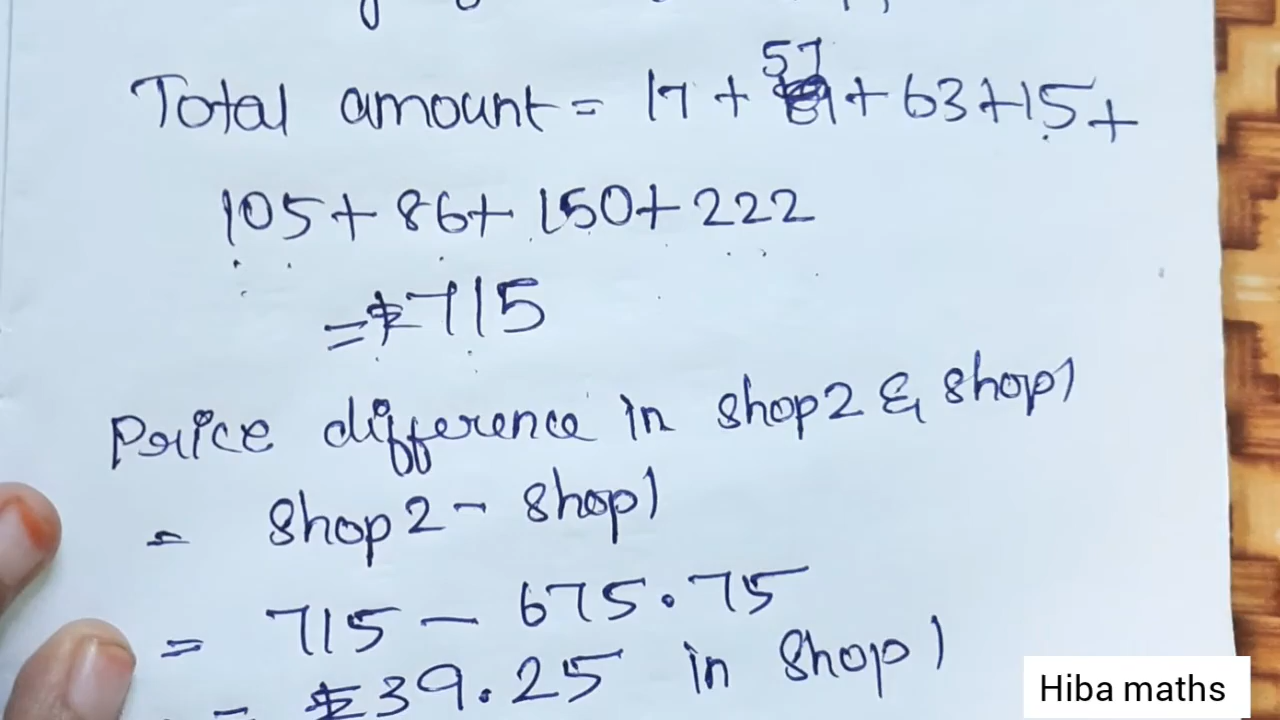 Total amount = 17 + 57 + 63 + 15 +
105 + 86 + 150 + 222
= ₹715
Price difference in shop2 & shop1
= shop2 - shop1
= 715 - 675.75
= ₹39.25 in shop1
Hiba maths